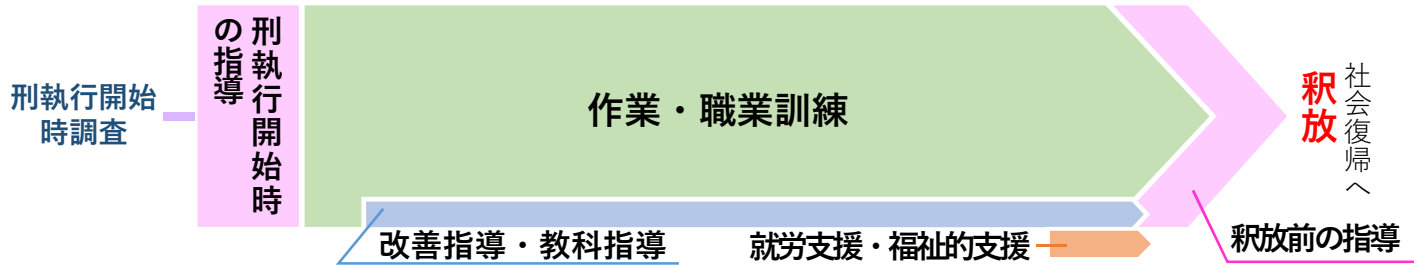 刑執行開始
時調査
刑執行開始時
の指導
作業・職業訓練
改善指導・教科指導
就労支援・福祉的支援
釈放前の指導
社会復帰へ
釈放